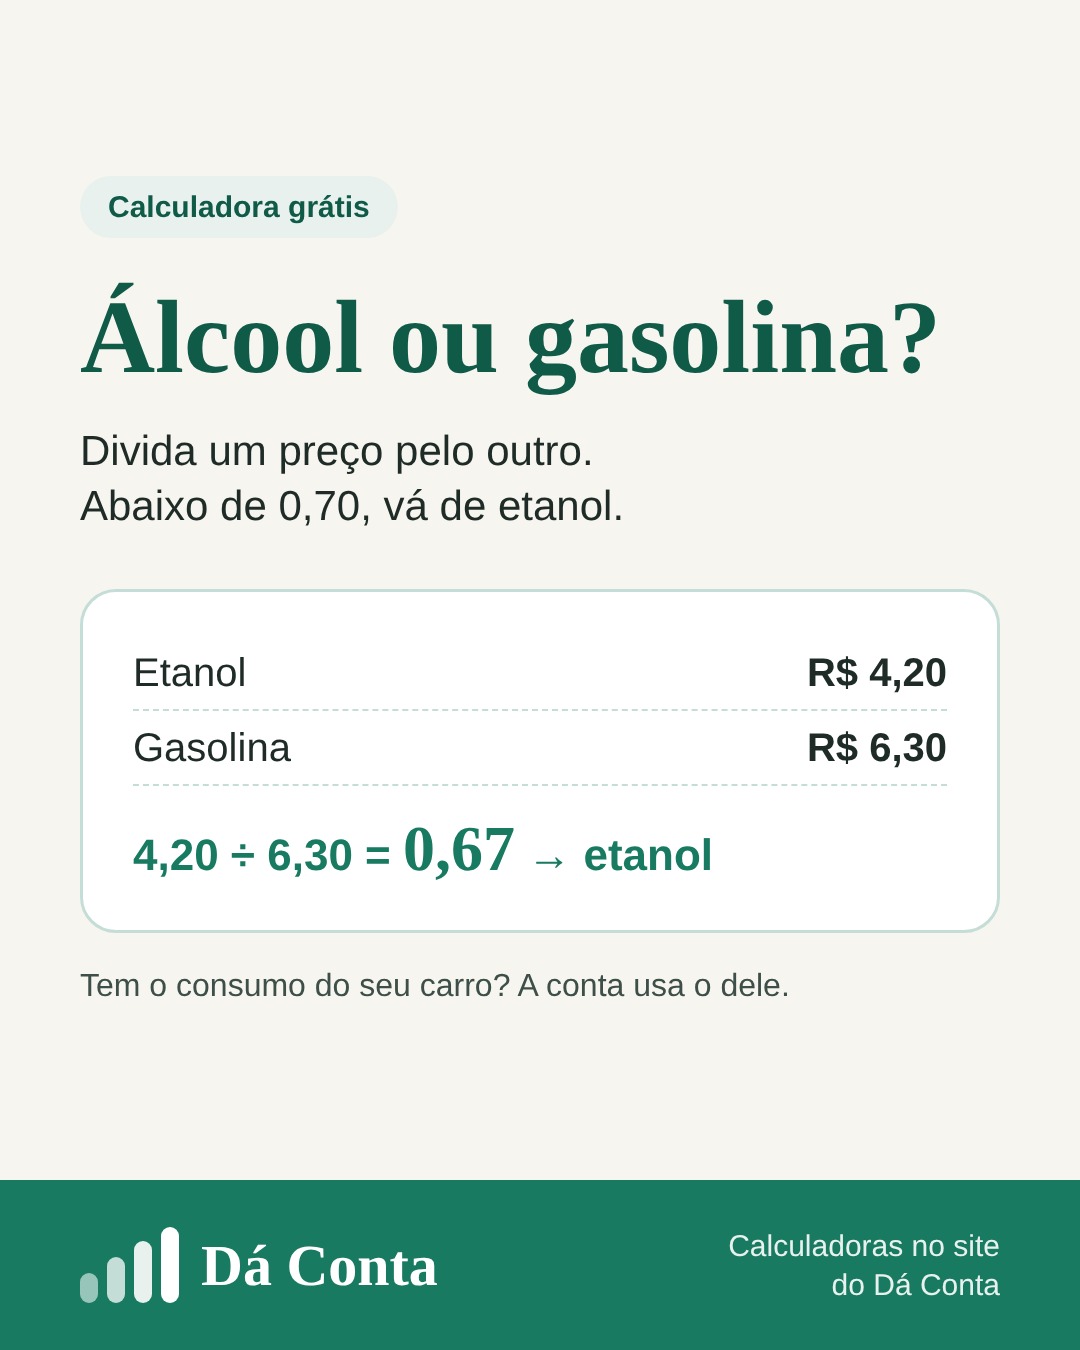 Calculadora grátis
Álcool ou gasolina?
Divida um preço pelo outro.
Abaixo de 0,70, vá de etanol.
Etanol R$ 4,20
Gasolina R$ 6,30
4,20 ÷ 6,30 = 0,67 → etanol
Tem o consumo do seu carro? A conta usa o dele.
Dá Conta
Calculadoras no site
do Dá Conta